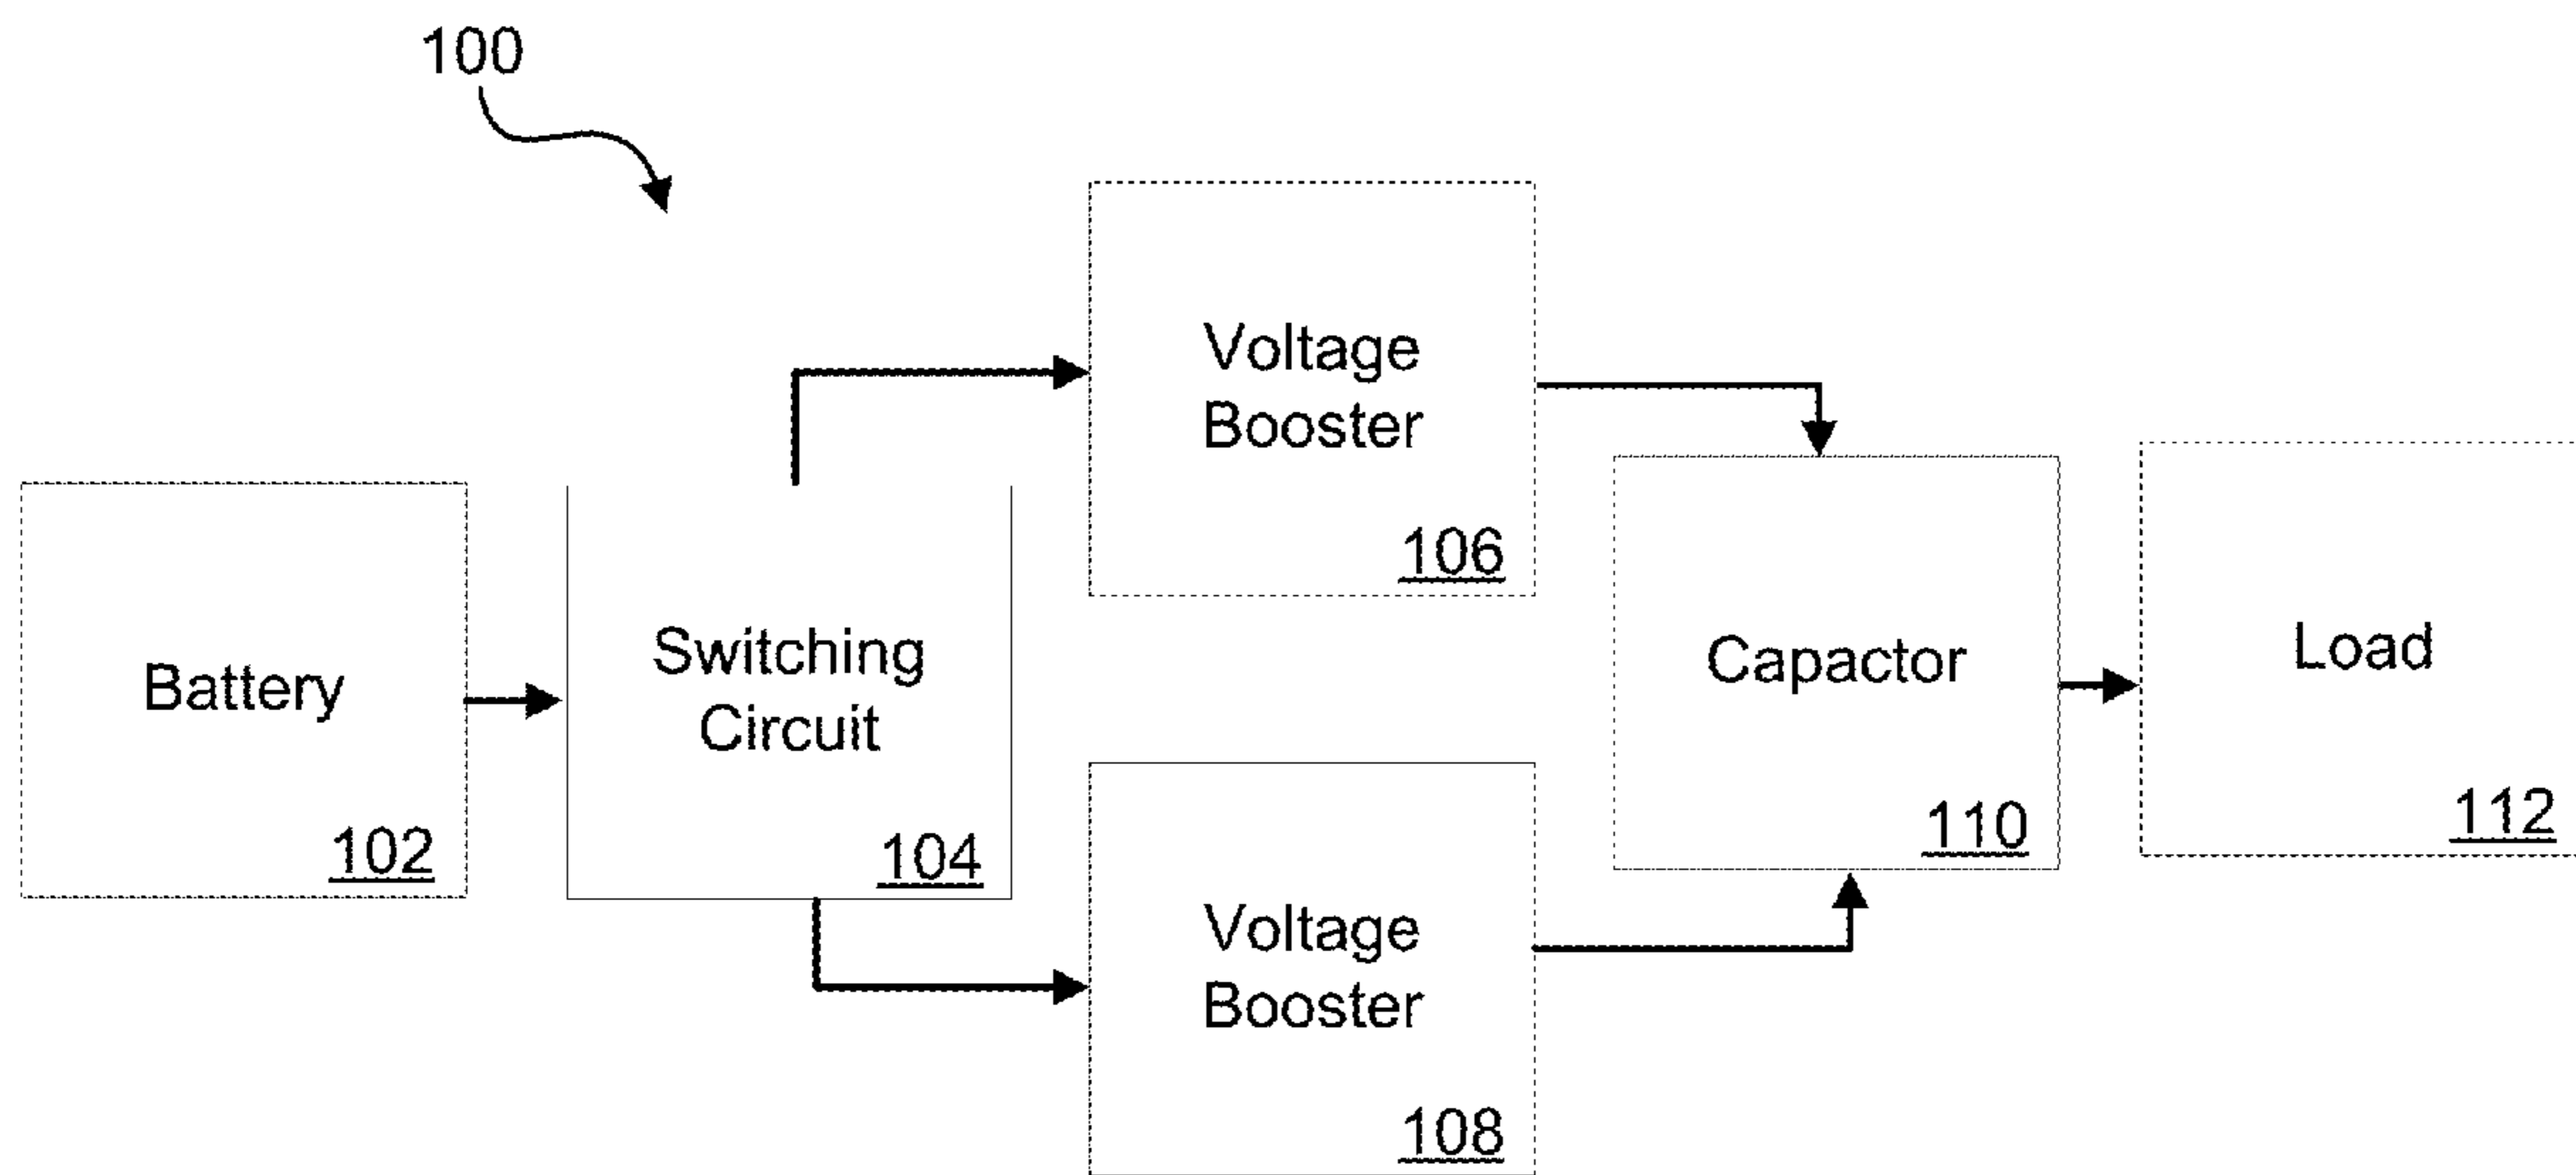 100
Voltage
Booster
106
Battery
102
Switching
Circuit
104
Capactor
110
Load
112
Voltage
Booster
108